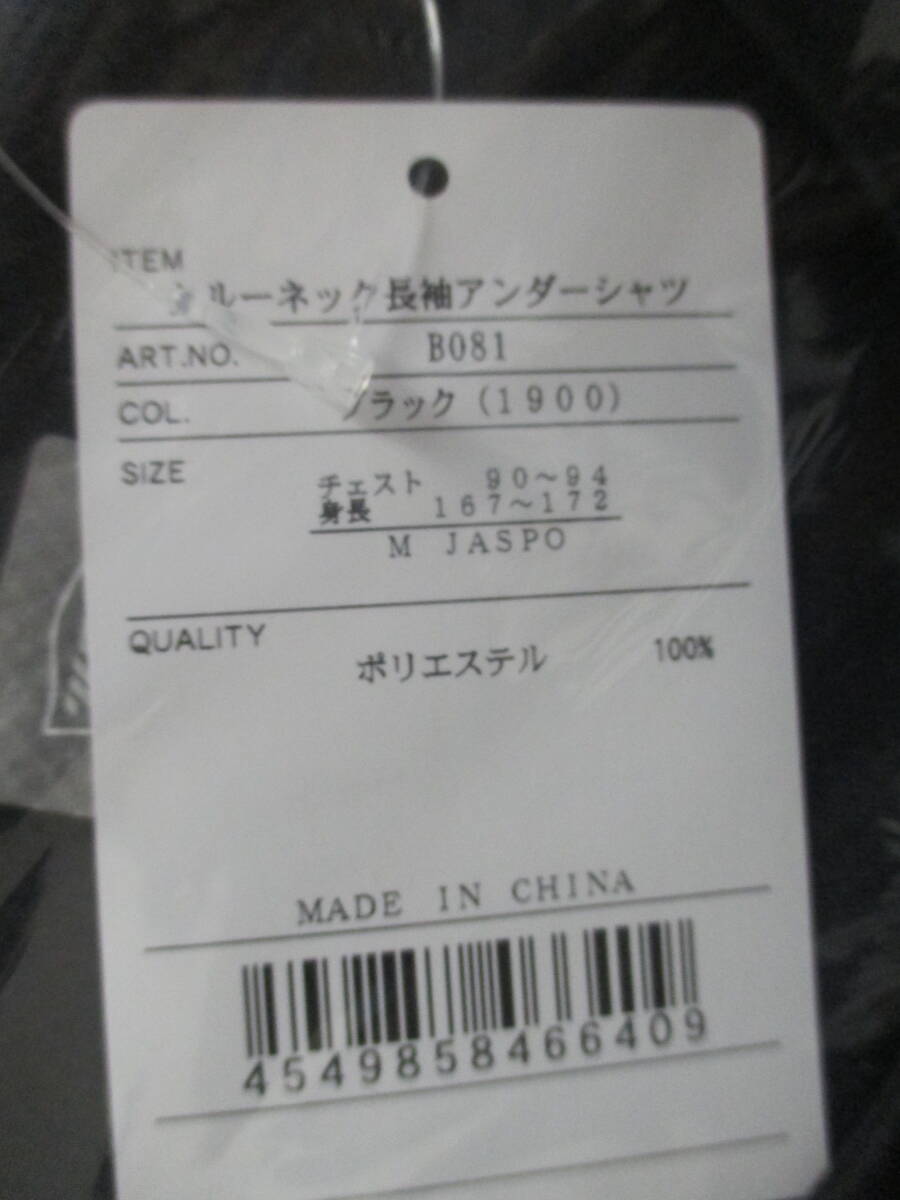 ITEM
クルーネック長袖アンダーシャツ
ART.NO. B081
COL. ブラック(1900)
SIZE
チェスト 90～94
身長 167～172
M JASPO
QUALITY
ポリエステル 100%
MADE IN CHINA
4549858466409